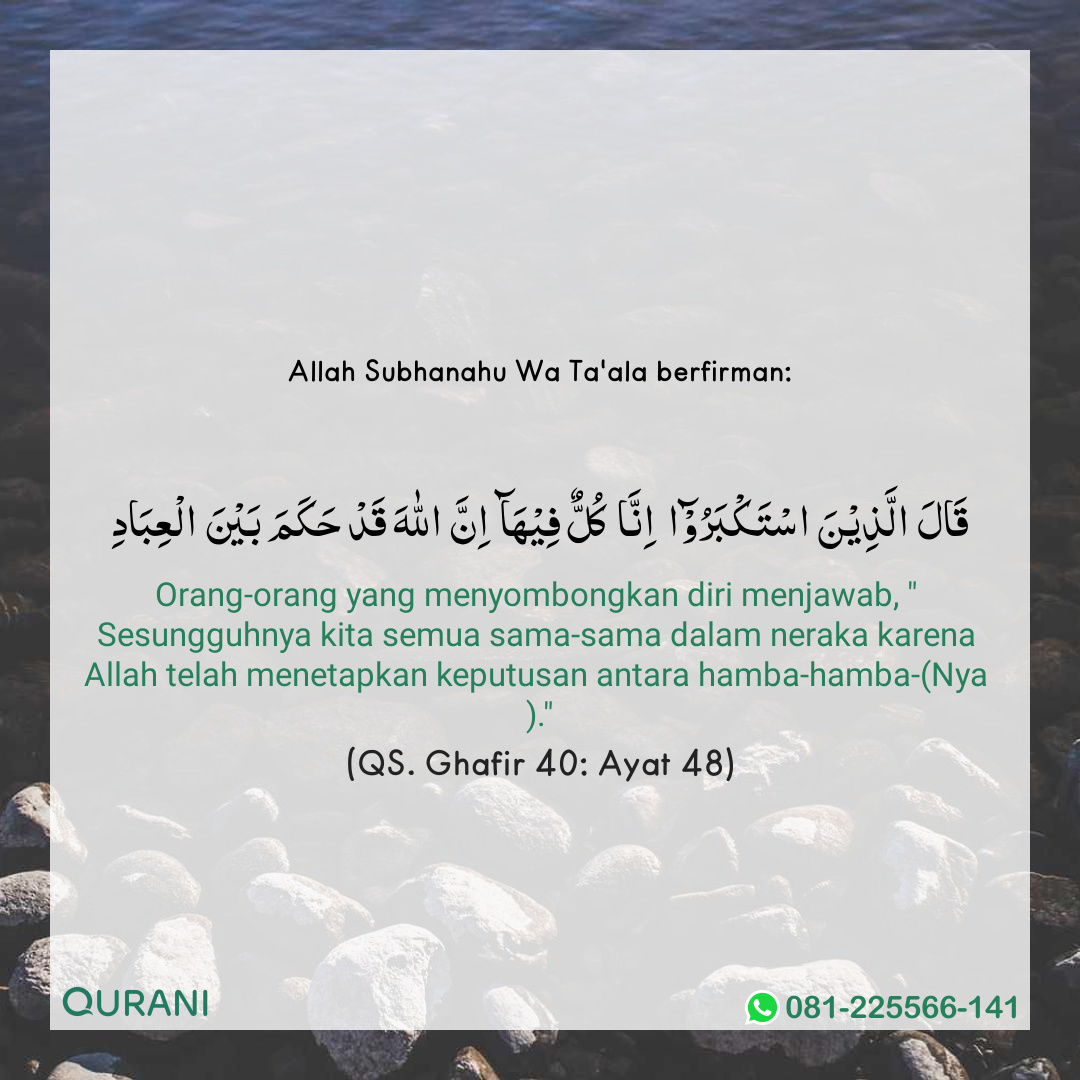 Allah Subhanahu Wa Ta'ala berfirman:
قَالَ الَّذِيْنَ اسْتَكْبَرُوْۤا اِنَّا كُلٌّ فِيْهَاۤ اِنَّ اللّٰهَ قَدْ حَكَمَ بَيْنَ الْعِبَادِ
Orang-orang yang menyombongkan diri menjawab, "
Sesungguhnya kita semua sama-sama dalam neraka karena
Allah telah menetapkan keputusan antara hamba-hamba-(Nya
)."
(QS. Ghafir 40: Ayat 48)
QURANI
081-225566-141